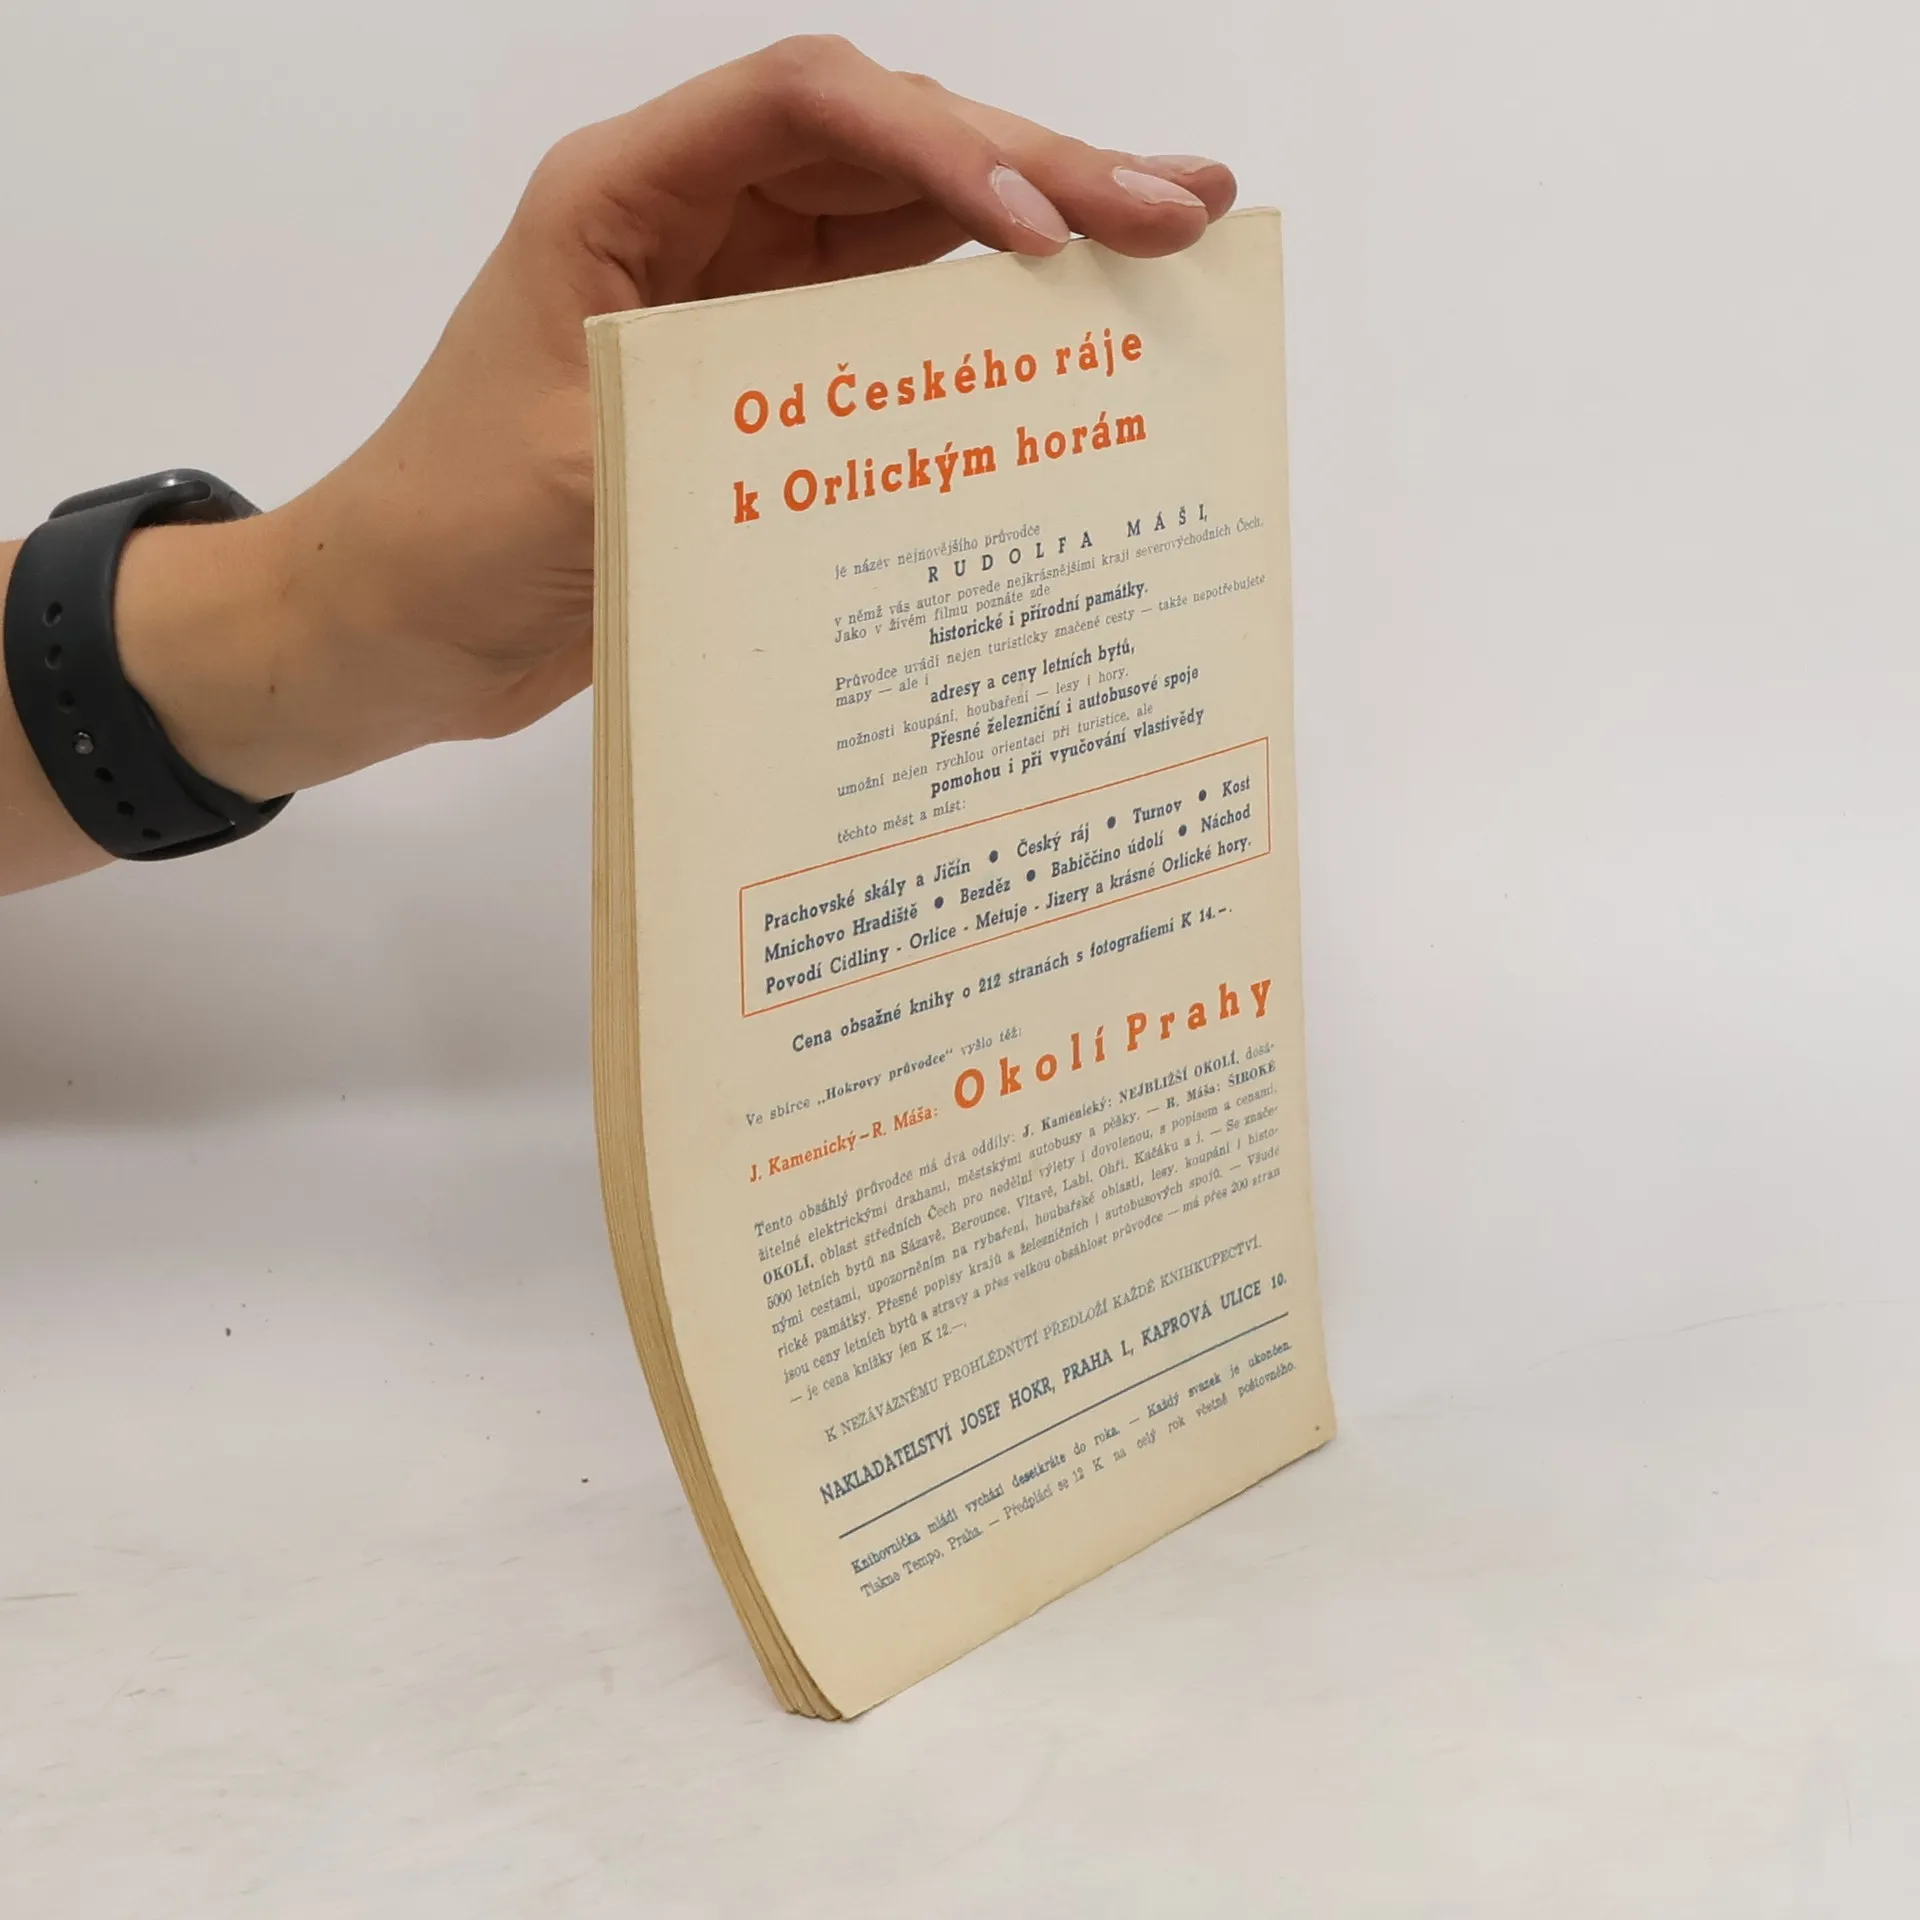 Od Českého ráje
k Orlickým horám
je název nejnovějšího průvodce
RUDOLFA MÁŠI,
v němž vás autor povede nejkrásnějšími kraji severovýchodních Čech.
Jako v živém filmu poznáte zde
historické i přírodní památky.
Průvodce uvádí nejen turisticky značené cesty — takže nepotřebujete
mapy — ale i
adresy a ceny letních bytů,
možnosti koupání, houbaření — lesy i hory.
Přesné železniční i autobusové spoje
umožní nejen rychlou orientaci při turistice, ale
pomohou i při vyučování vlastivědy
těchto měst a míst:
Prachovské skály a Jičín ● Český ráj ● Turnov ● Kost
Mnichovo Hradiště ● Bezděz ● Babiččino údolí ● Náchod
Povodí Cidliny - Orlice - Metuje - Jizery a krásné Orlické hory.
Cena obsažné knihy o 212 stranách s fotografiemi K 14.-.
Ve sbírce „Hokrovy průvodce" vyšlo též:
J. Kamenický–R. Máša: Okolí Prahy
Tento obsáhlý průvodce má dva oddíly: J. Kamenický: NEJBLIŽŠÍ OKOLÍ, dosa-
žitelné elektrickými drahami, městskými autobusy a pěšky. — R. Máša: ŠIROKÉ
OKOLÍ, oblast středních Čech pro nedělní výlety i dovolenou, s popisem a cenami.
5000 letních bytů na Sázavě, Berounce, Vltavě, Labi, Ohři, Kačáku a j. — Se znače-
nými cestami, upozorněním na rybaření, houbařské oblasti, lesy, koupání i histo-
rické památky. Přesné popisy krajů a železničních i autobusových spojů. — Všude
jsou ceny letních bytů a stravy a přes velkou obsáhlost průvodce — má přes 200 stran
— je cena knížky jen K 12.—.
K NEZÁVAZNÉMU PROHLÉDNUTÍ PŘEDLOŽÍ KAŽDÉ KNIHKUPECTVÍ.
NAKLADATELSTVÍ JOSEF HOKR, PRAHA I., KAPROVÁ ULICE 10.
Knihovnička mládí vychází desetkráte do roka. — Každý svazek je ukončen.
Tiskne Tempo, Praha. — Předplácí se 12 K na celý rok včetně poštovného.